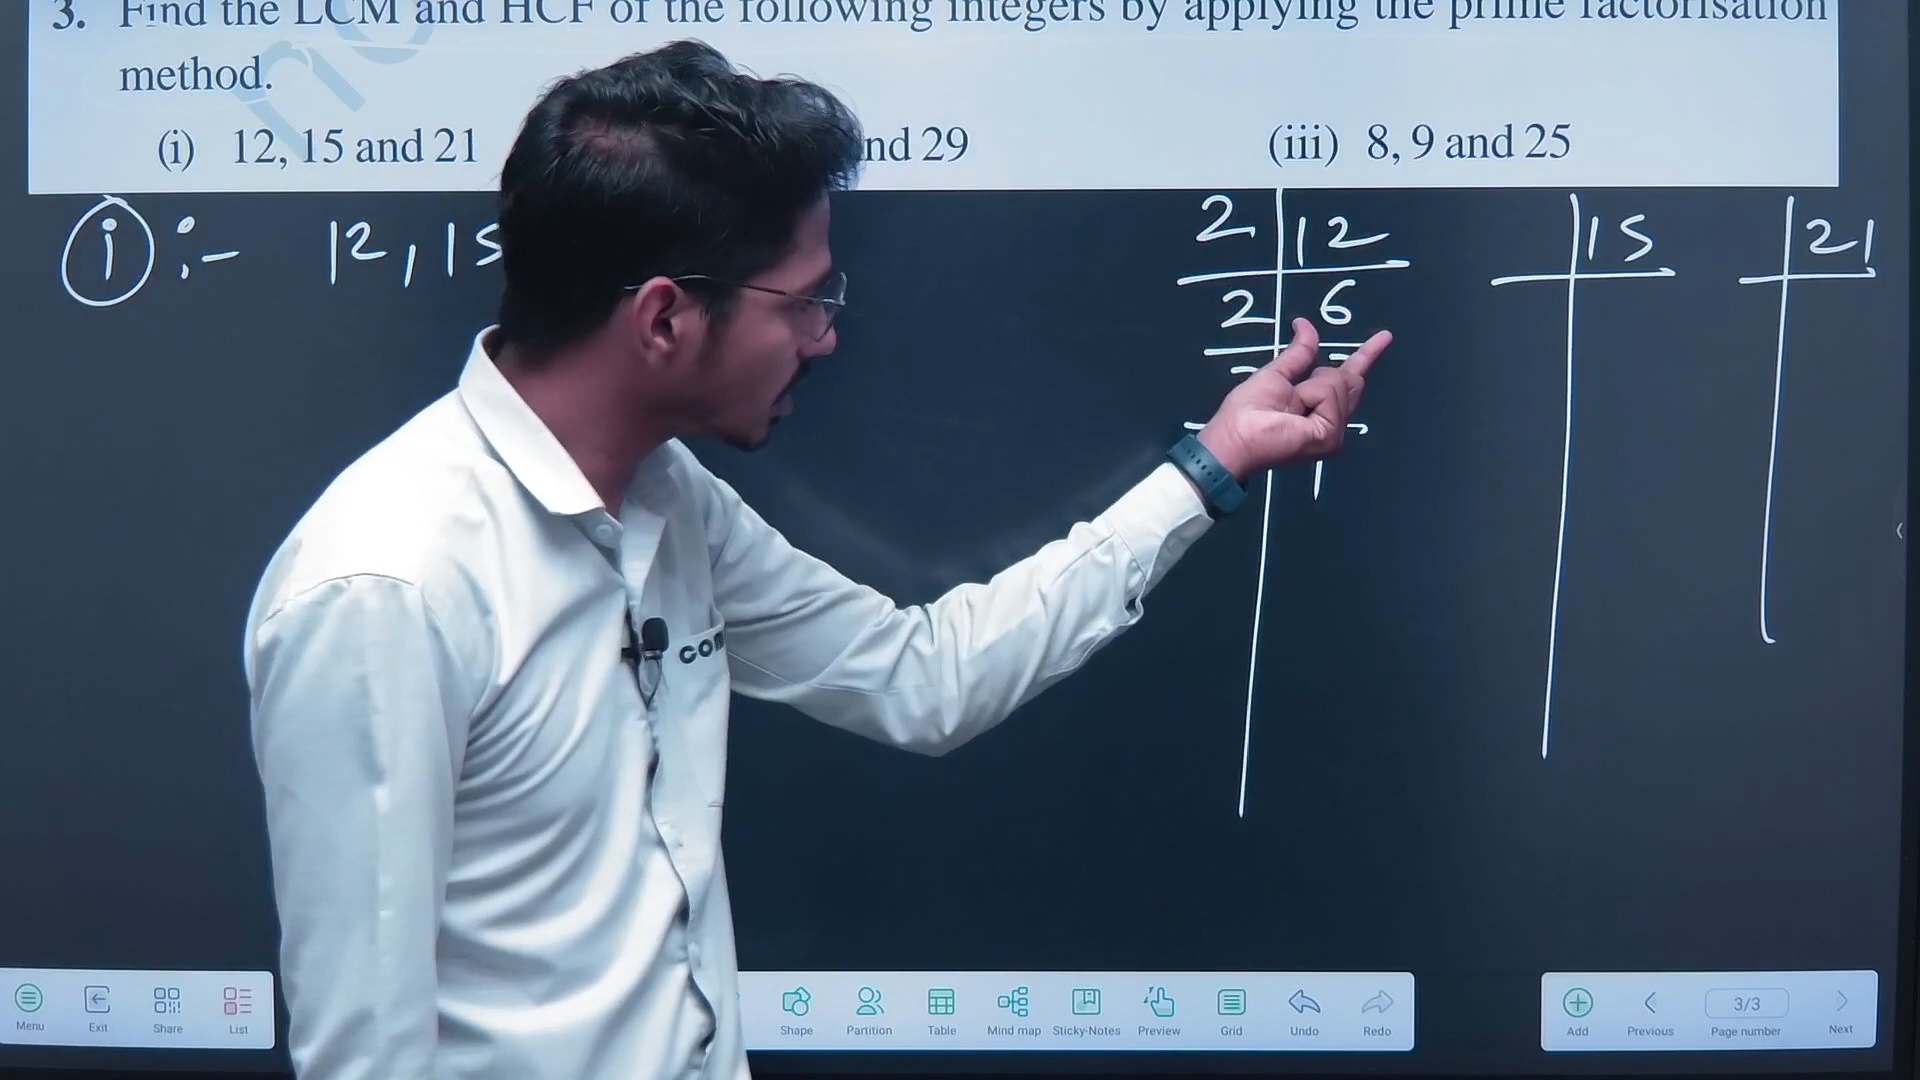 3. Find the LCM and HCF of the following integers by applying the prime factorisation
method.
(i) 12, 15 and 21 nd 29 (iii) 8, 9 and 25
i :- 12, 15
2 12 15 21
2 6
1
com
Menu Exit Share List Shape Partition Table Mind map Sticky-Notes Preview Grid Undo Redo Add Previous 3/3 Page number Next